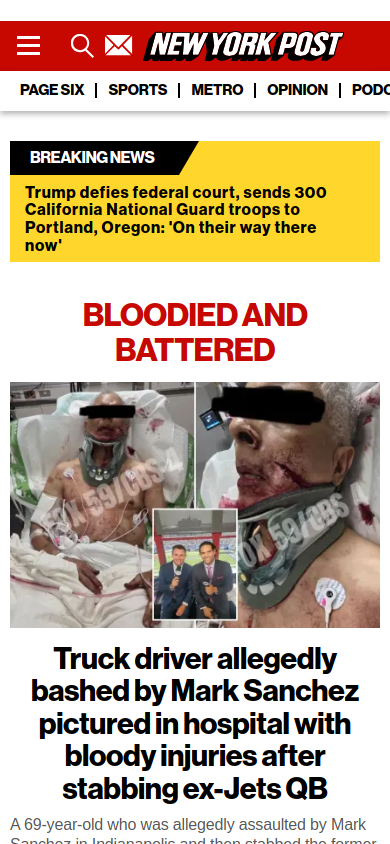 NEW YORK POST
PAGE SIX | SPORTS | METRO | OPINION | PODC
BREAKING NEWS
Trump defies federal court, sends 300
California National Guard troops to
Portland, Oregon: 'On their way there
now'
BLOODIED AND
BATTERED
FOX 59/CBS 4
FOX 59/CBS 4
Truck driver allegedly
bashed by Mark Sanchez
pictured in hospital with
bloody injuries after
stabbing ex-Jets QB
A 69-year-old who was allegedly assaulted by Mark
Sanchez in Indianapolis and then stabbed the former